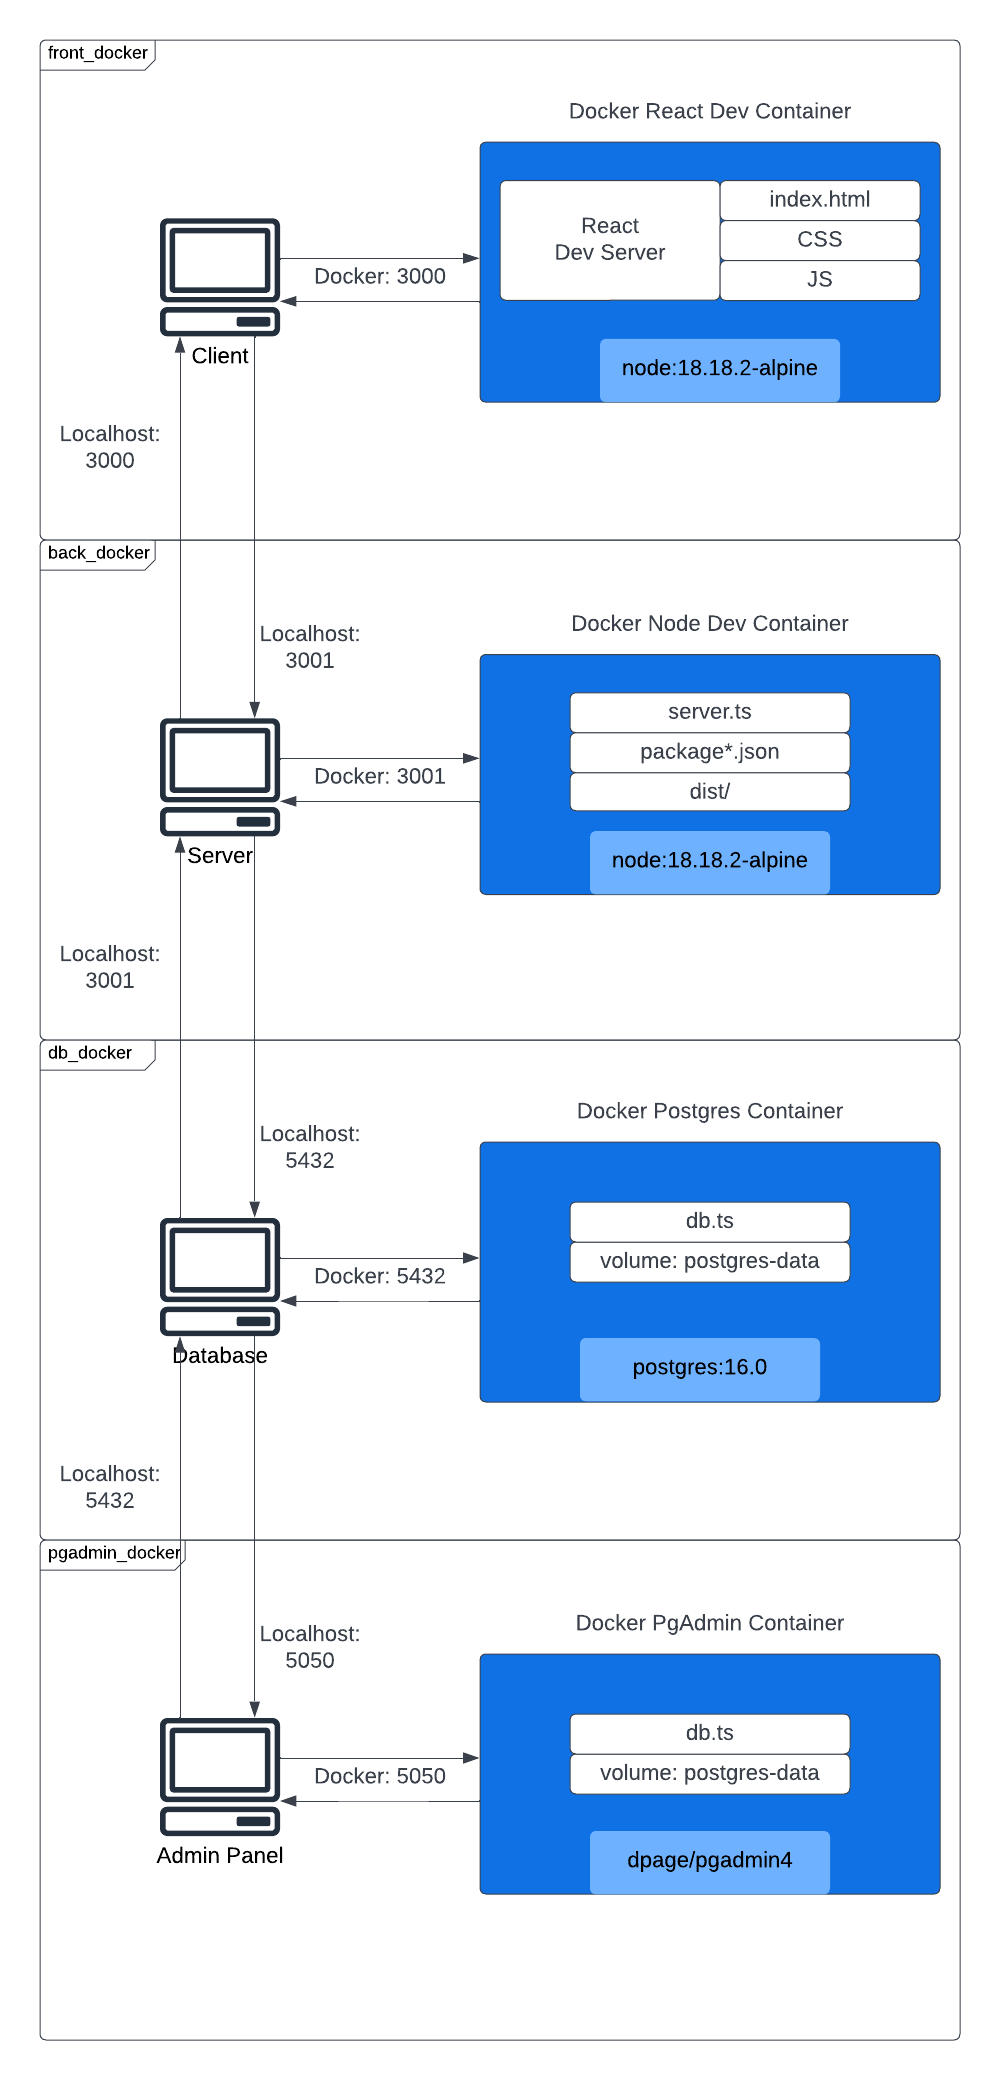 front_docker
Docker React Dev Container
React
Dev Server
index.html
CSS
JS
Docker: 3000
node:18.18.2-alpine
Client
Localhost:
3000
back_docker
Docker Node Dev Container
Localhost:
3001
server.ts
package*.json
dist/
Docker: 3001
node:18.18.2-alpine
Server
Localhost:
3001
db_docker
Docker Postgres Container
Localhost:
5432
db.ts
volume: postgres-data
Docker: 5432
postgres:16.0
Database
Localhost:
5432
pgadmin_docker
Docker PgAdmin Container
Localhost:
5050
db.ts
volume: postgres-data
Docker: 5050
dpage/pgadmin4
Admin Panel